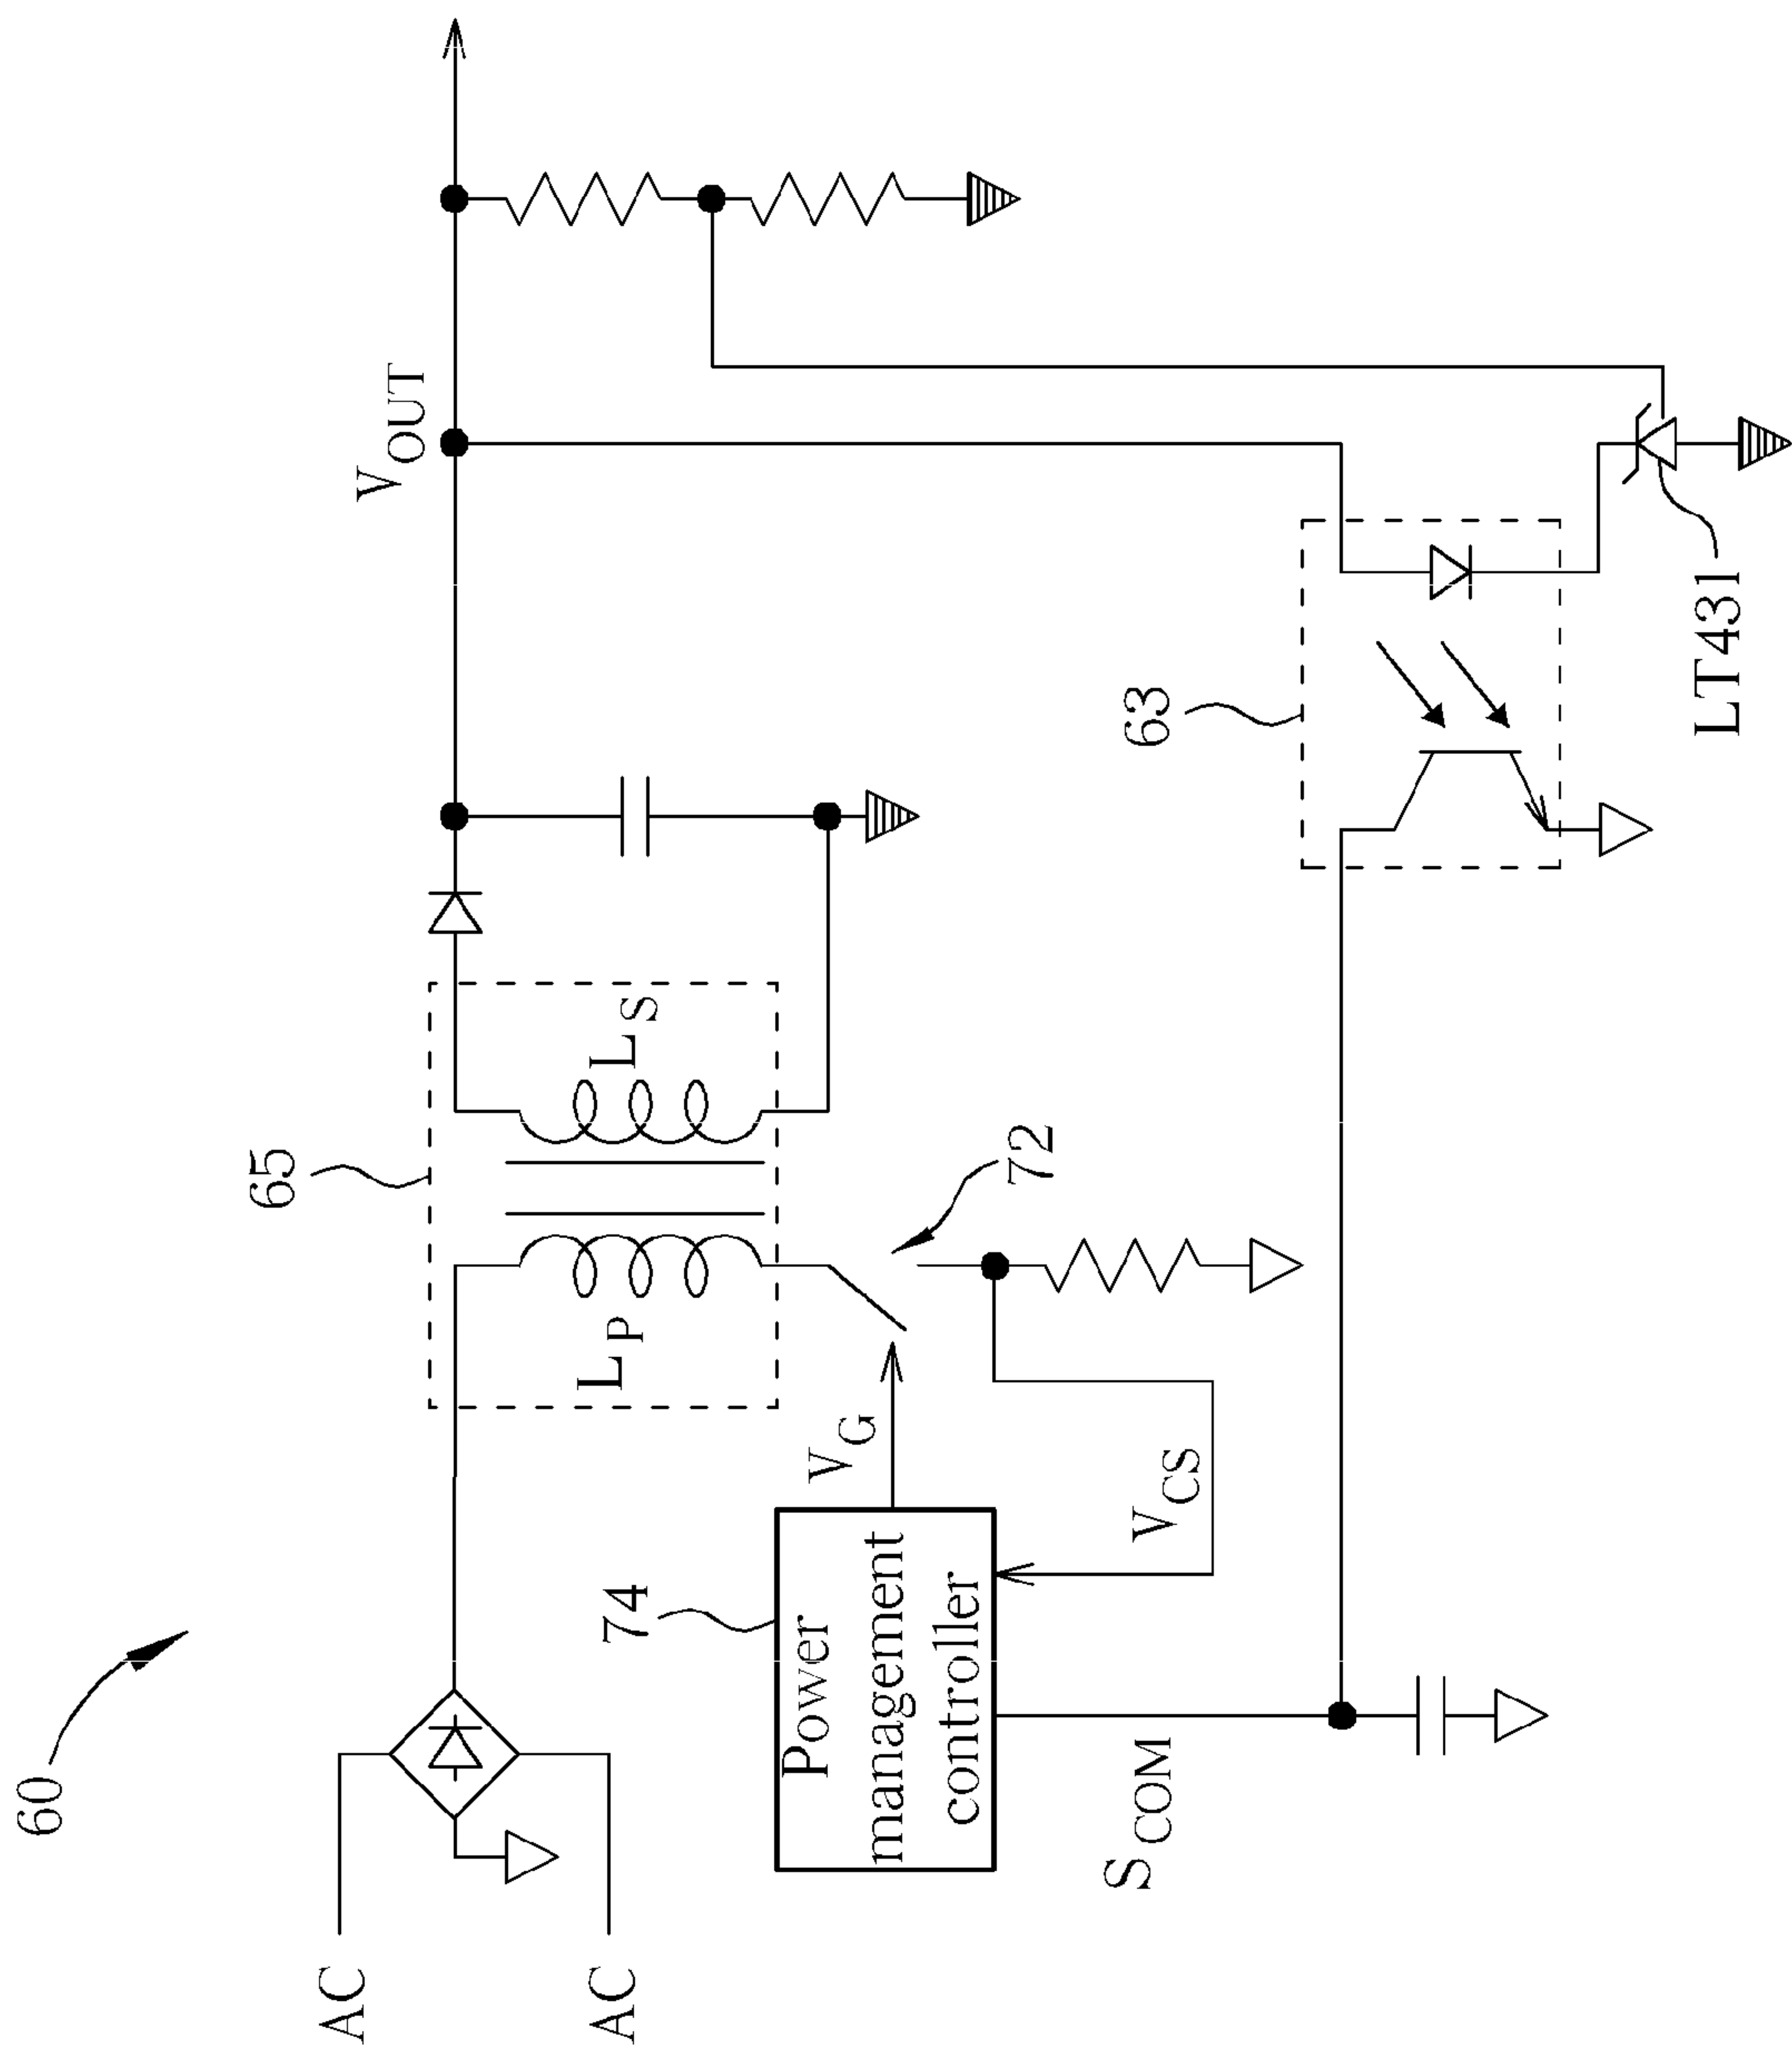 60
AC
AC
65
V_OUT
L_P
L_S
74
Power
management
controller
V_G
72
V_CS
S_COM
63
LT431